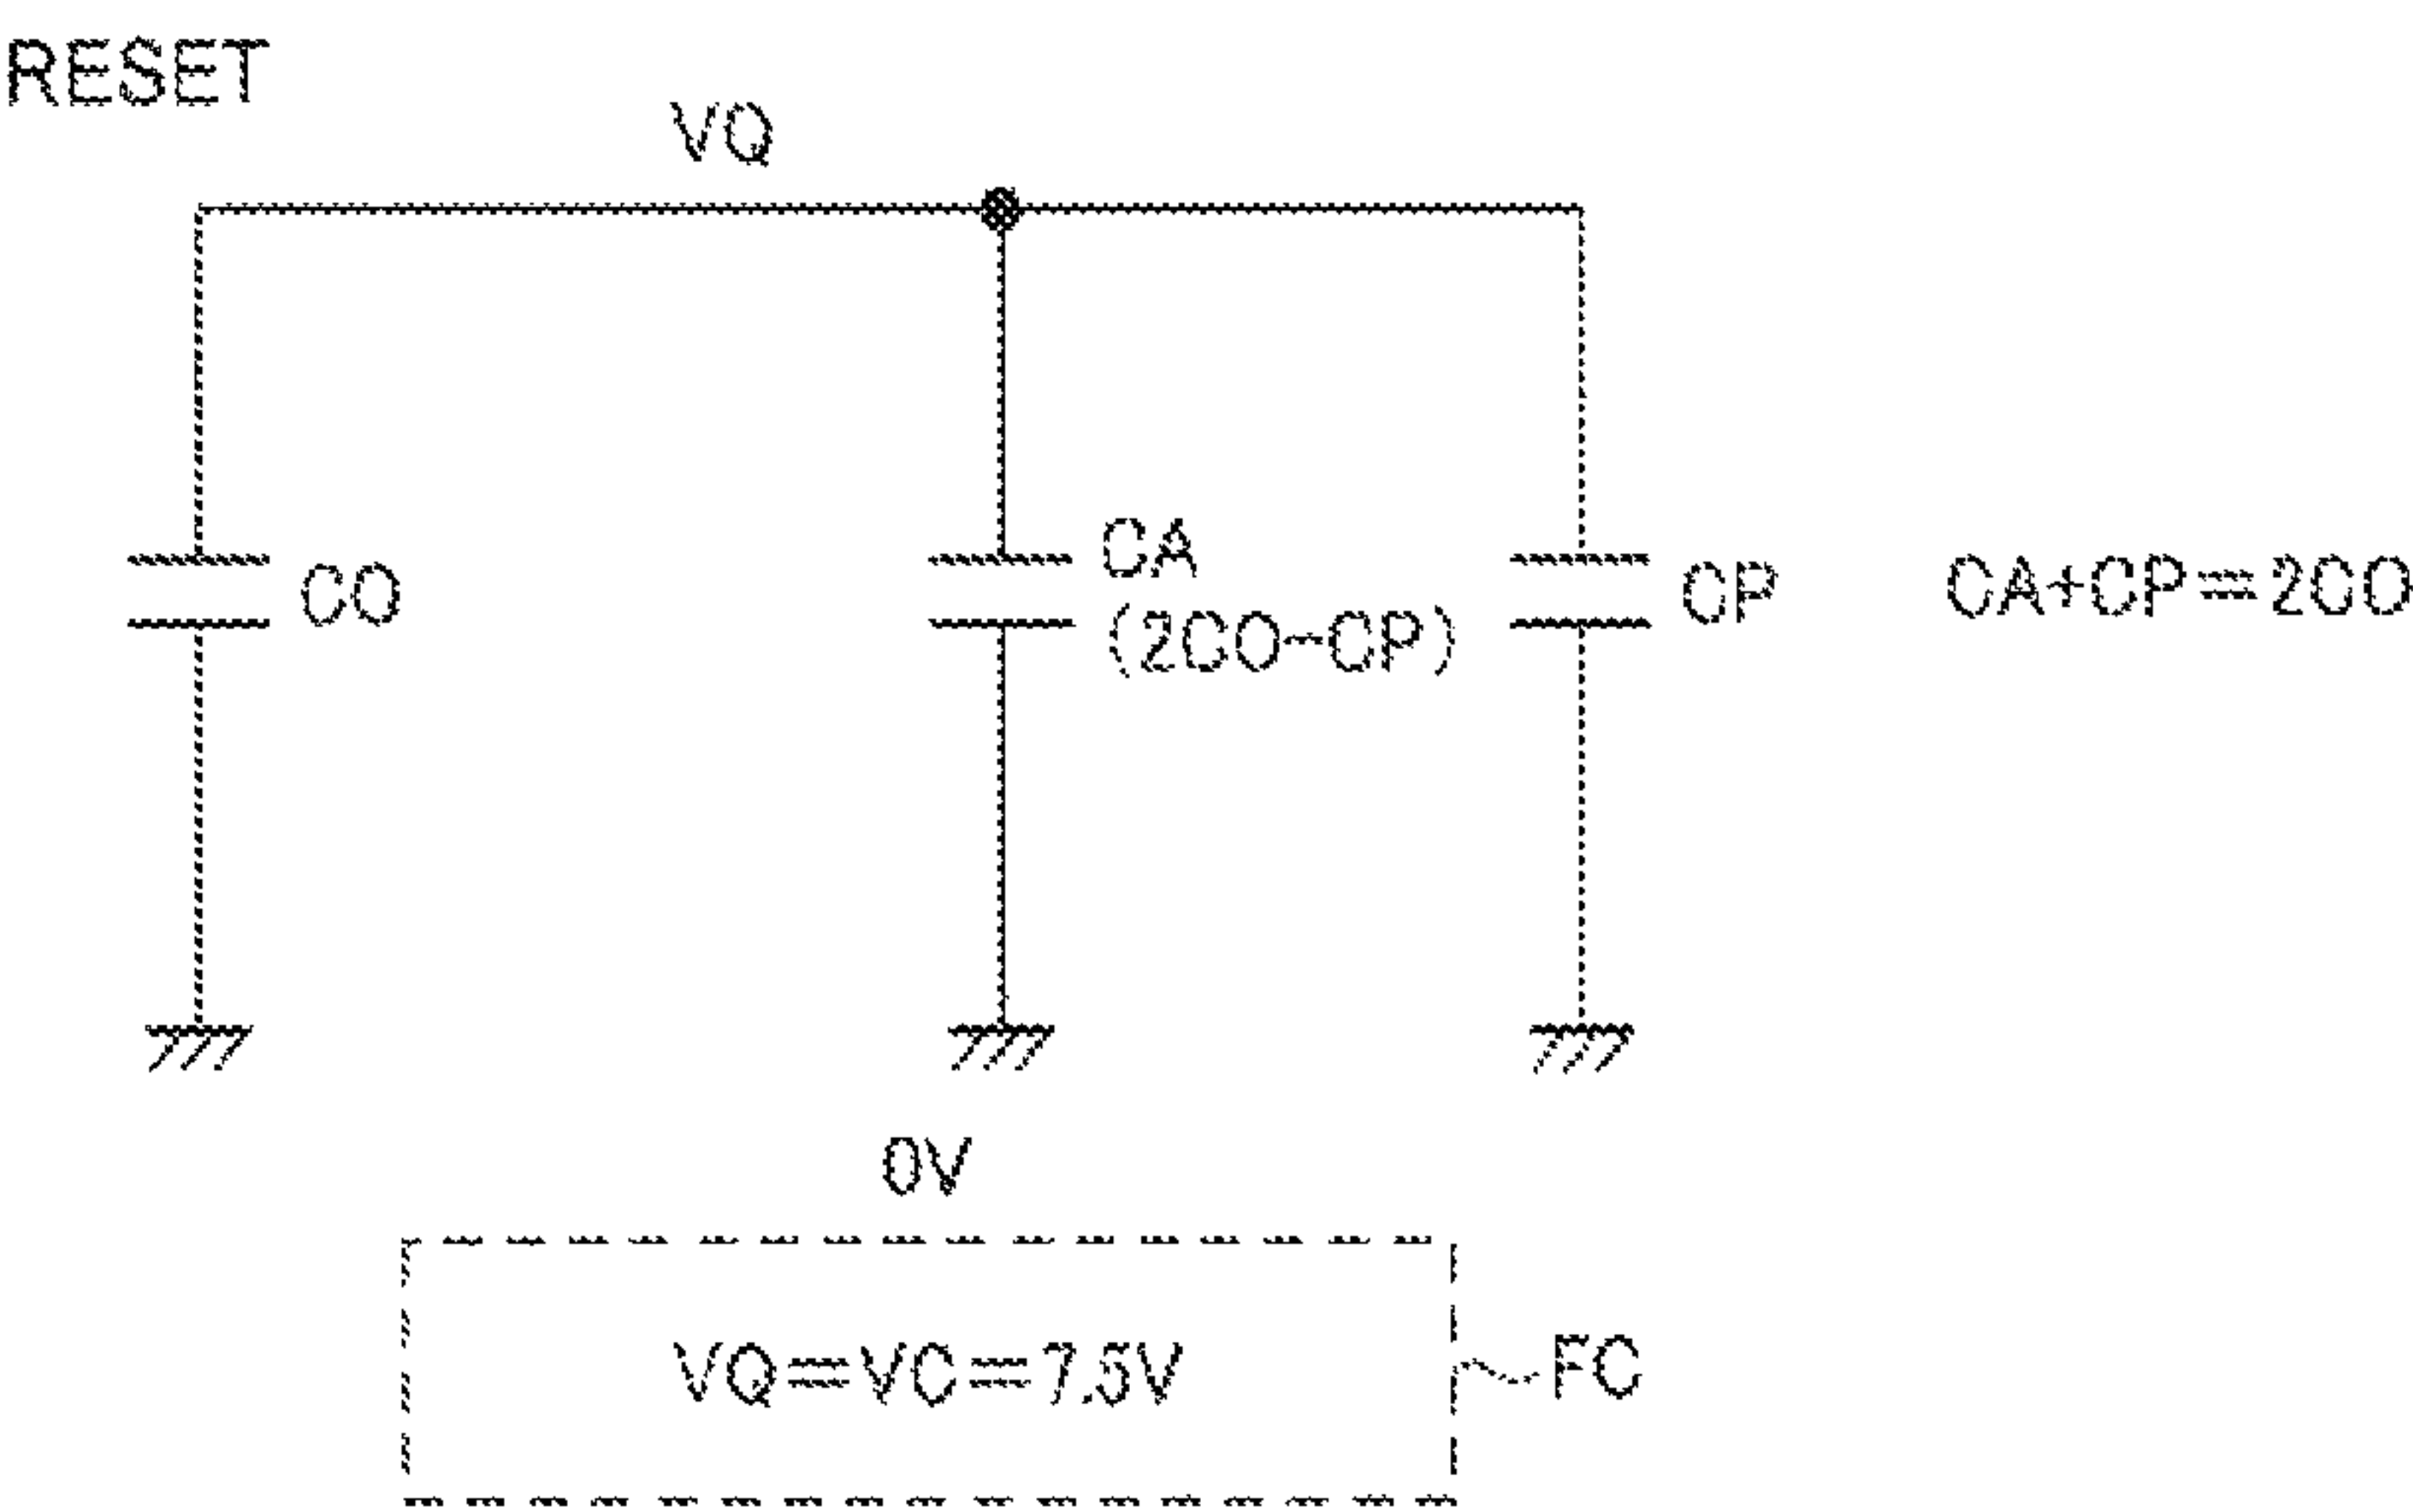 RESET
VQ
CO
CA
(2CO-CP)
CP
CA+CP=2CO
0V
VQ=VC=7.5V
FC